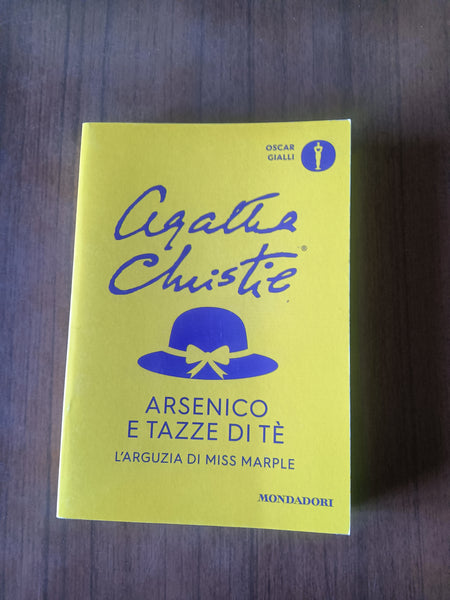 OSCAR
GIALLI
Agatha
Christie®
ARSENICO
E TAZZE DI TÈ
L'ARGUZIA DI MISS MARPLE
MONDADORI